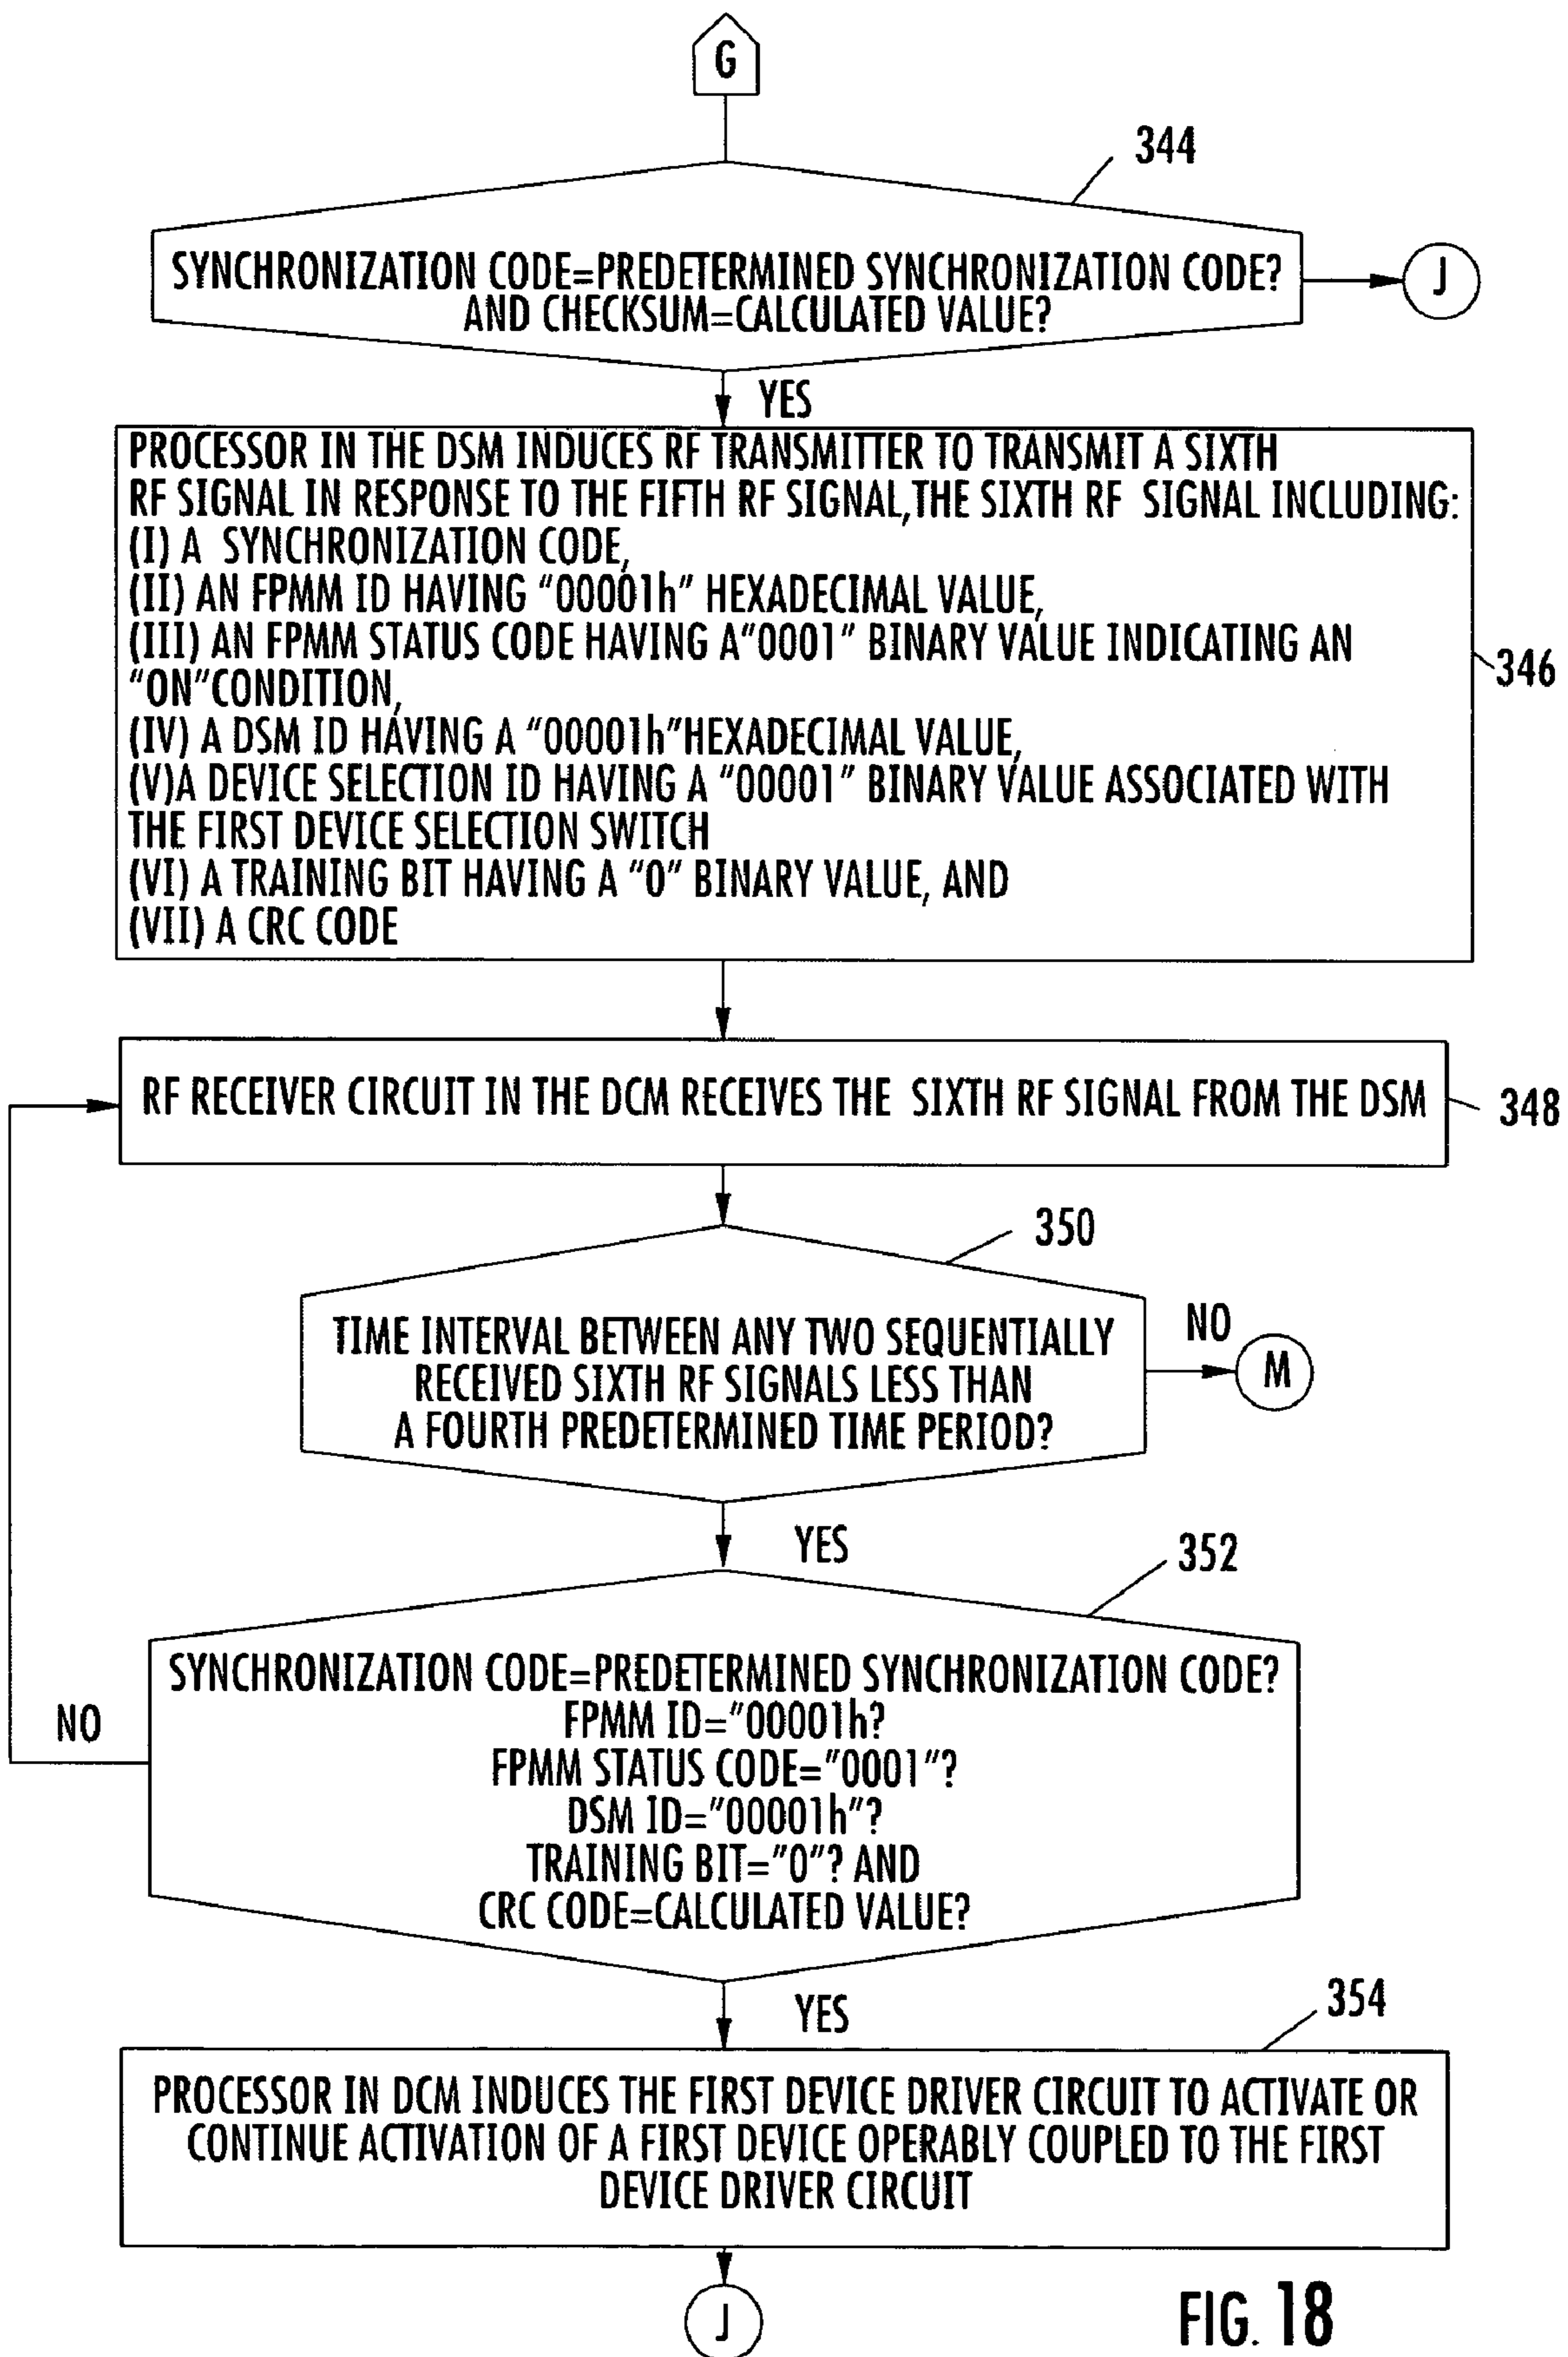 G
344
SYNCHRONIZATION CODE=PREDETERMINED SYNCHRONIZATION CODE?
AND CHECKSUM=CALCULATED VALUE?
J
YES
PROCESSOR IN THE DSM INDUCES RF TRANSMITTER TO TRANSMIT A SIXTH
RF SIGNAL IN RESPONSE TO THE FIFTH RF SIGNAL,THE SIXTH RF SIGNAL INCLUDING:
(I) A SYNCHRONIZATION CODE,
(II) AN FPMM ID HAVING "00001h" HEXADECIMAL VALUE,
(III) AN FPMM STATUS CODE HAVING A"0001" BINARY VALUE INDICATING AN
"ON"CONDITION,
(IV) A DSM ID HAVING A "00001h"HEXADECIMAL VALUE,
(V)A DEVICE SELECTION ID HAVING A "00001" BINARY VALUE ASSOCIATED WITH
THE FIRST DEVICE SELECTION SWITCH
(VI) A TRAINING BIT HAVING A "0" BINARY VALUE, AND
(VII) A CRC CODE
346
RF RECEIVER CIRCUIT IN THE DCM RECEIVES THE SIXTH RF SIGNAL FROM THE DSM
348
350
TIME INTERVAL BETWEEN ANY TWO SEQUENTIALLY
RECEIVED SIXTH RF SIGNALS LESS THAN
A FOURTH PREDETERMINED TIME PERIOD?
NO
M
YES
352
SYNCHRONIZATION CODE=PREDETERMINED SYNCHRONIZATION CODE?
FPMM ID="00001h?
FPMM STATUS CODE="0001"?
DSM ID="00001h"?
TRAINING BIT="0"? AND
CRC CODE=CALCULATED VALUE?
NO
YES
354
PROCESSOR IN DCM INDUCES THE FIRST DEVICE DRIVER CIRCUIT TO ACTIVATE OR
CONTINUE ACTIVATION OF A FIRST DEVICE OPERABLY COUPLED TO THE FIRST
DEVICE DRIVER CIRCUIT
J
FIG. 18